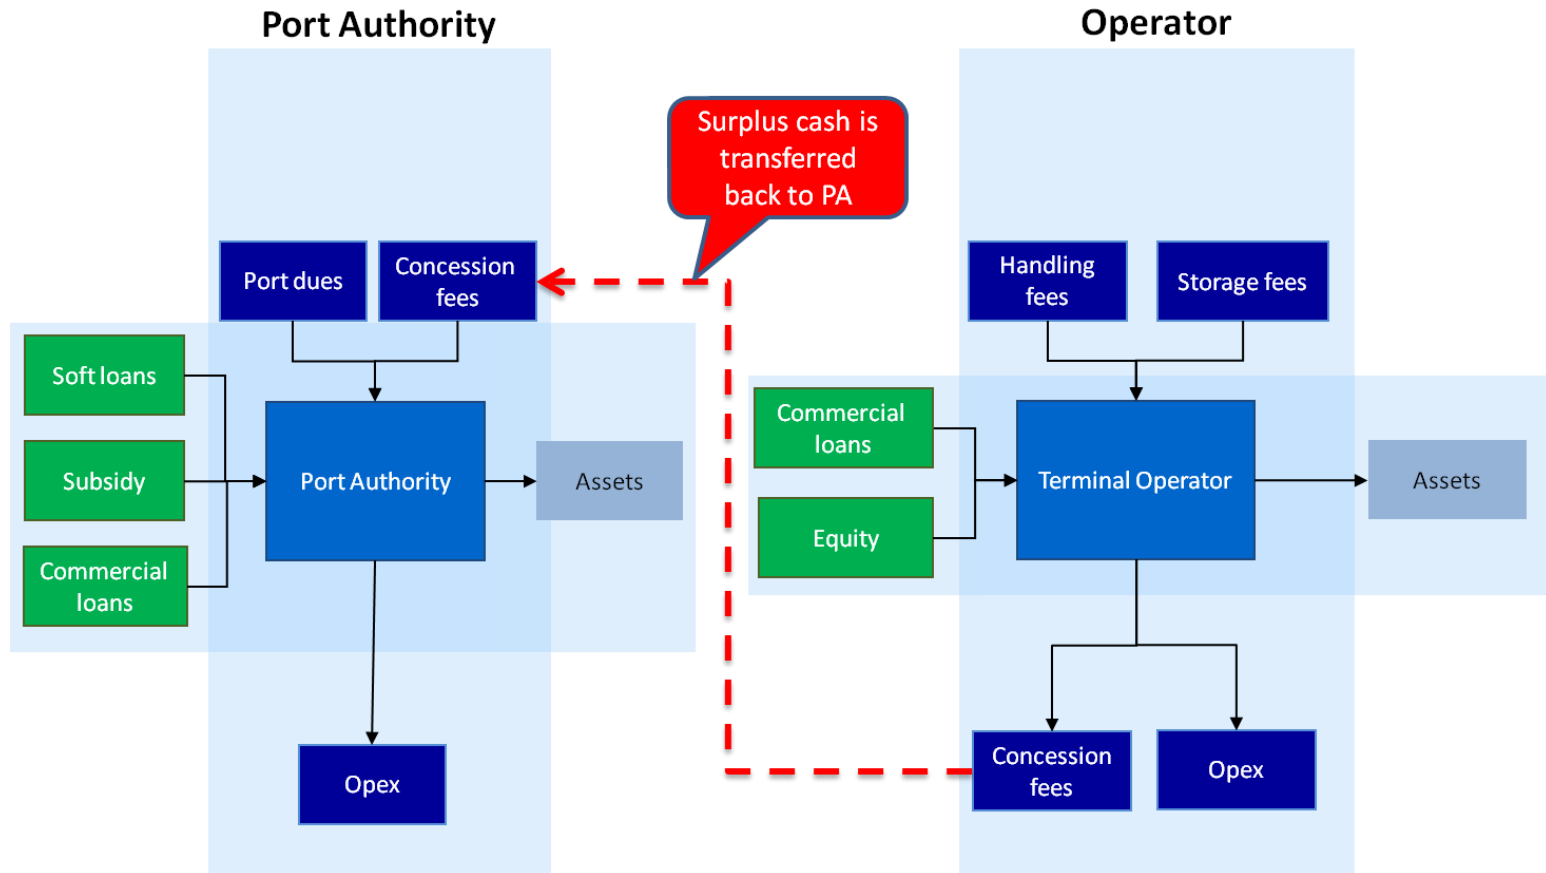 Port Authority
Operator
Surplus cash is
transferred
back to PA
Port dues
Concession
fees
Handling
fees
Storage fees
Soft loans
Subsidy
Commercial
loans
Port Authority
Assets
Commercial
loans
Equity
Terminal Operator
Assets
Opex
Concession
fees
Opex